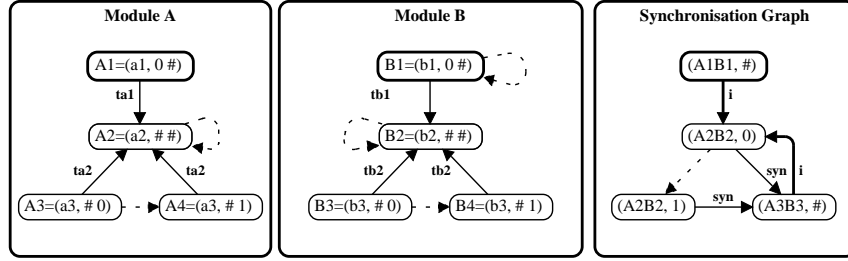 Module A
A1=(a1, 0 #)
ta1
A2=(a2, # #)
ta2
ta2
A3=(a3, # 0)
A4=(a3, # 1)
Module B
B1=(b1, 0 #)
tb1
B2=(b2, # #)
tb2
tb2
B3=(b3, # 0)
B4=(b3, # 1)
Synchronisation Graph
(A1B1, #)
i
(A2B2, 0)
syn
i
(A2B2, 1)
syn
(A3B3, #)